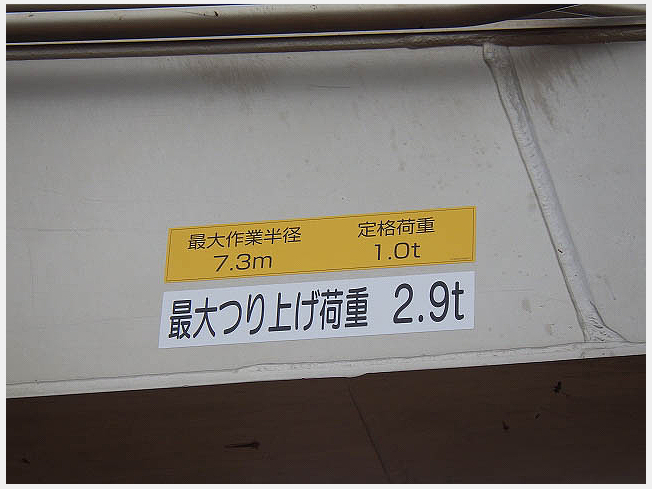 最大作業半径 定格荷重
7.3m 1.0t
最大つり上げ荷重 2.9t